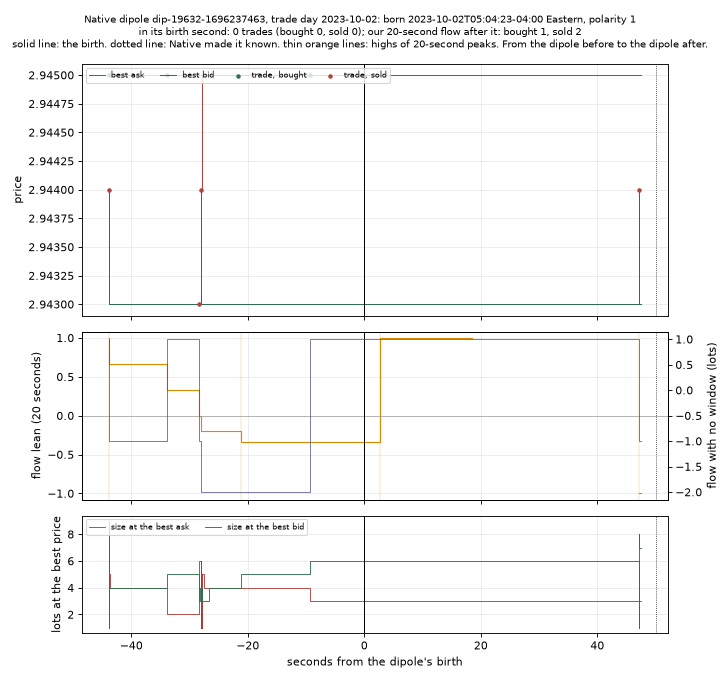 Native dipole dip-19632-1696237463, trade day 2023-10-02: born 2023-10-02T05:04:23-04:00 Eastern, polarity 1
in its birth second: 0 trades (bought 0, sold 0); our 20-second flow after it: bought 1, sold 2
solid line: the birth. dotted line: Native made it known. thin orange lines: highs of 20-second peaks. From the dipole before to the dipole after.
best ask
best bid
trade, bought
trade, sold
2.94500
2.94475
2.94450
2.94425
2.94400
2.94375
2.94350
2.94325
2.94300
price
1.0
0.5
0.0
−0.5
−1.0
flow lean (20 seconds)
1.0
0.5
0.0
−0.5
−1.0
−1.5
−2.0
flow with no window (lots)
size at the best ask
size at the best bid
8
6
4
2
lots at the best price
−40
−20
0
20
40
seconds from the dipole's birth